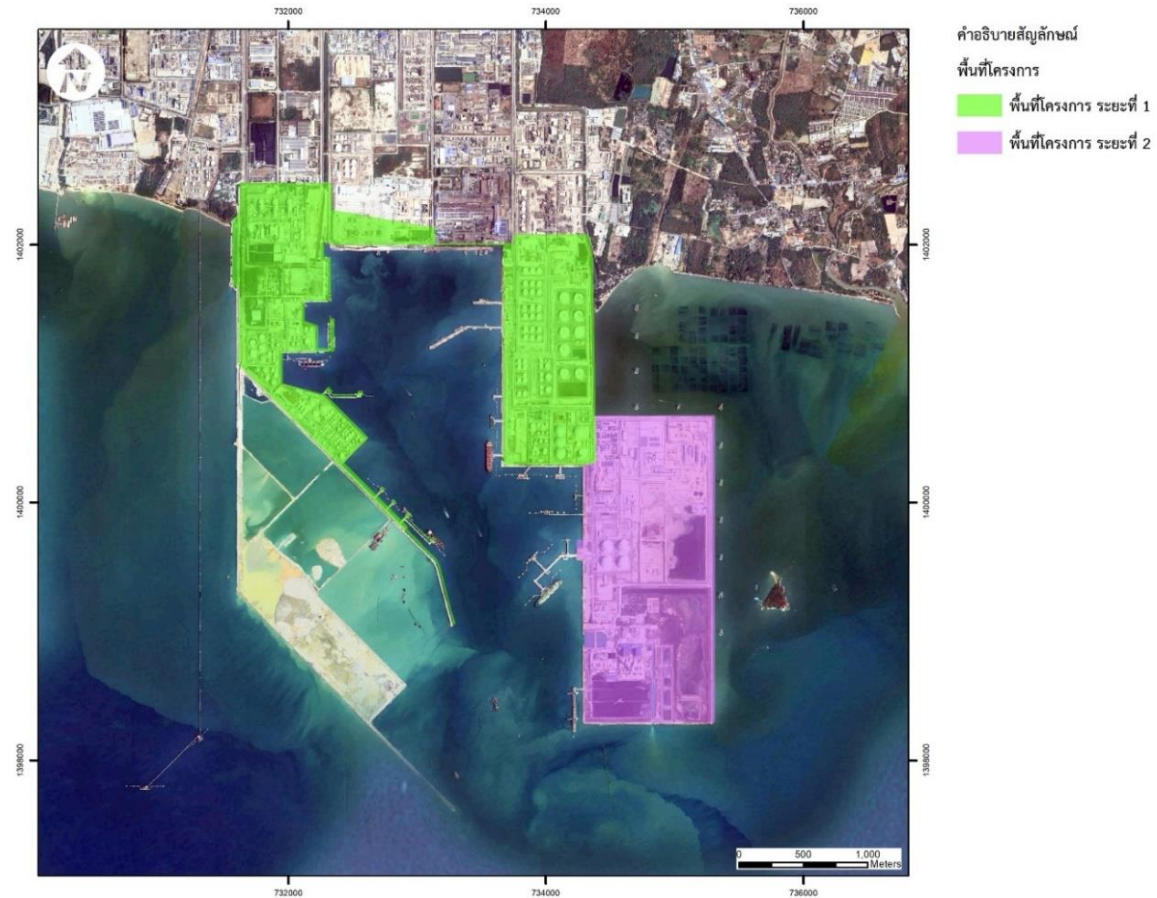 732000 734000 736000
N
คำอธิบายสัญลักษณ์
พื้นที่โครงการ
พื้นที่โครงการ ระยะที่ 1
พื้นที่โครงการ ระยะที่ 2
1402000 1402000
1400000 1400000
1398000 1398000
0 500 1,000
Meters
732000 734000 736000